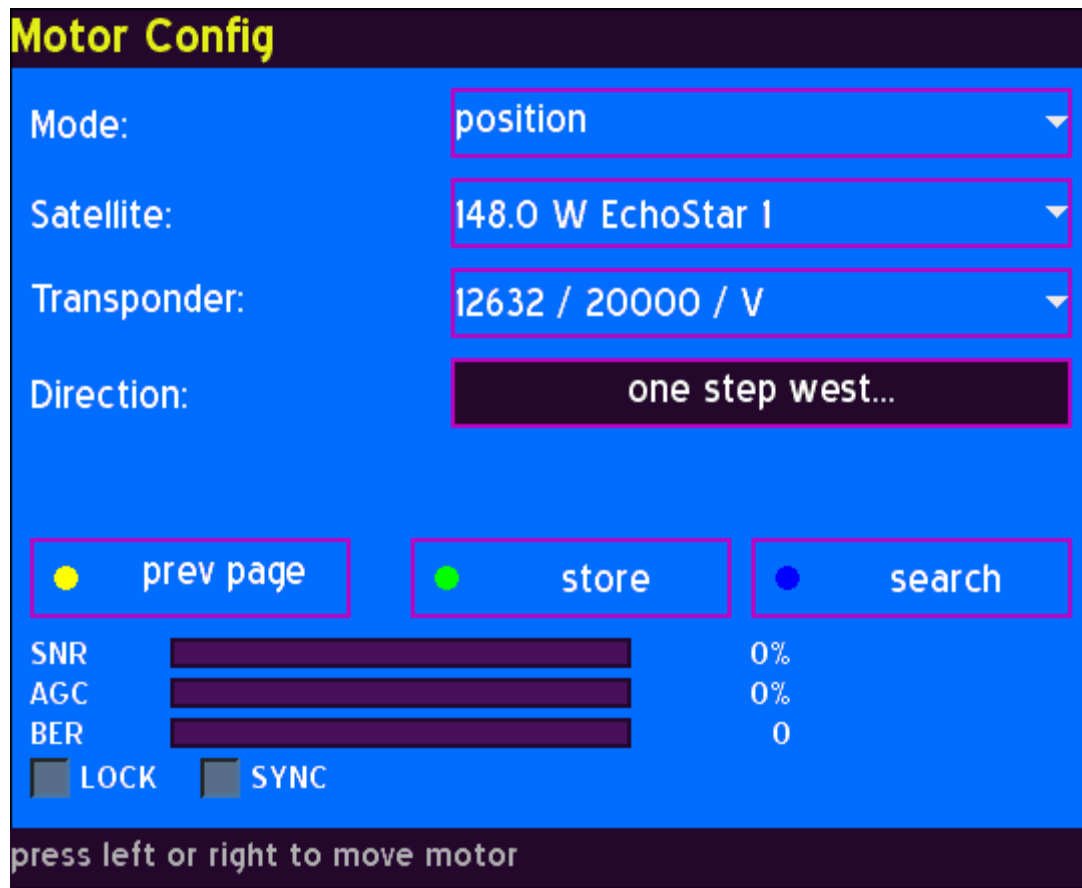 Motor Config
Mode: position
Satellite: 148.0 W EchoStar 1
Transponder: 12632 / 20000 / V
Direction: one step west...
prev page store search
SNR 0%
AGC 0%
BER 0
LOCK SYNC
press left or right to move motor